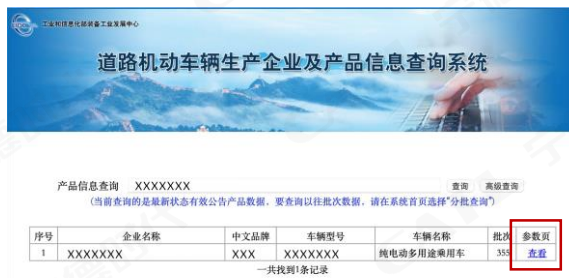 工业和信息化部装备工业发展中心
道路机动车辆生产企业及产品信息查询系统
产品信息查询 XXXXXXX 查询 高级查询
(当前查询的是最新状态有效公告产品数据，要查询以往批次数据，请在系统首页选择"分批查询")
序号 企业名称 中文品牌 车辆型号 车辆名称 批次 参数页
1 XXXXXXX XXX XXXXXXX 纯电动多用途乘用车 355 查看
一共找到1条记录